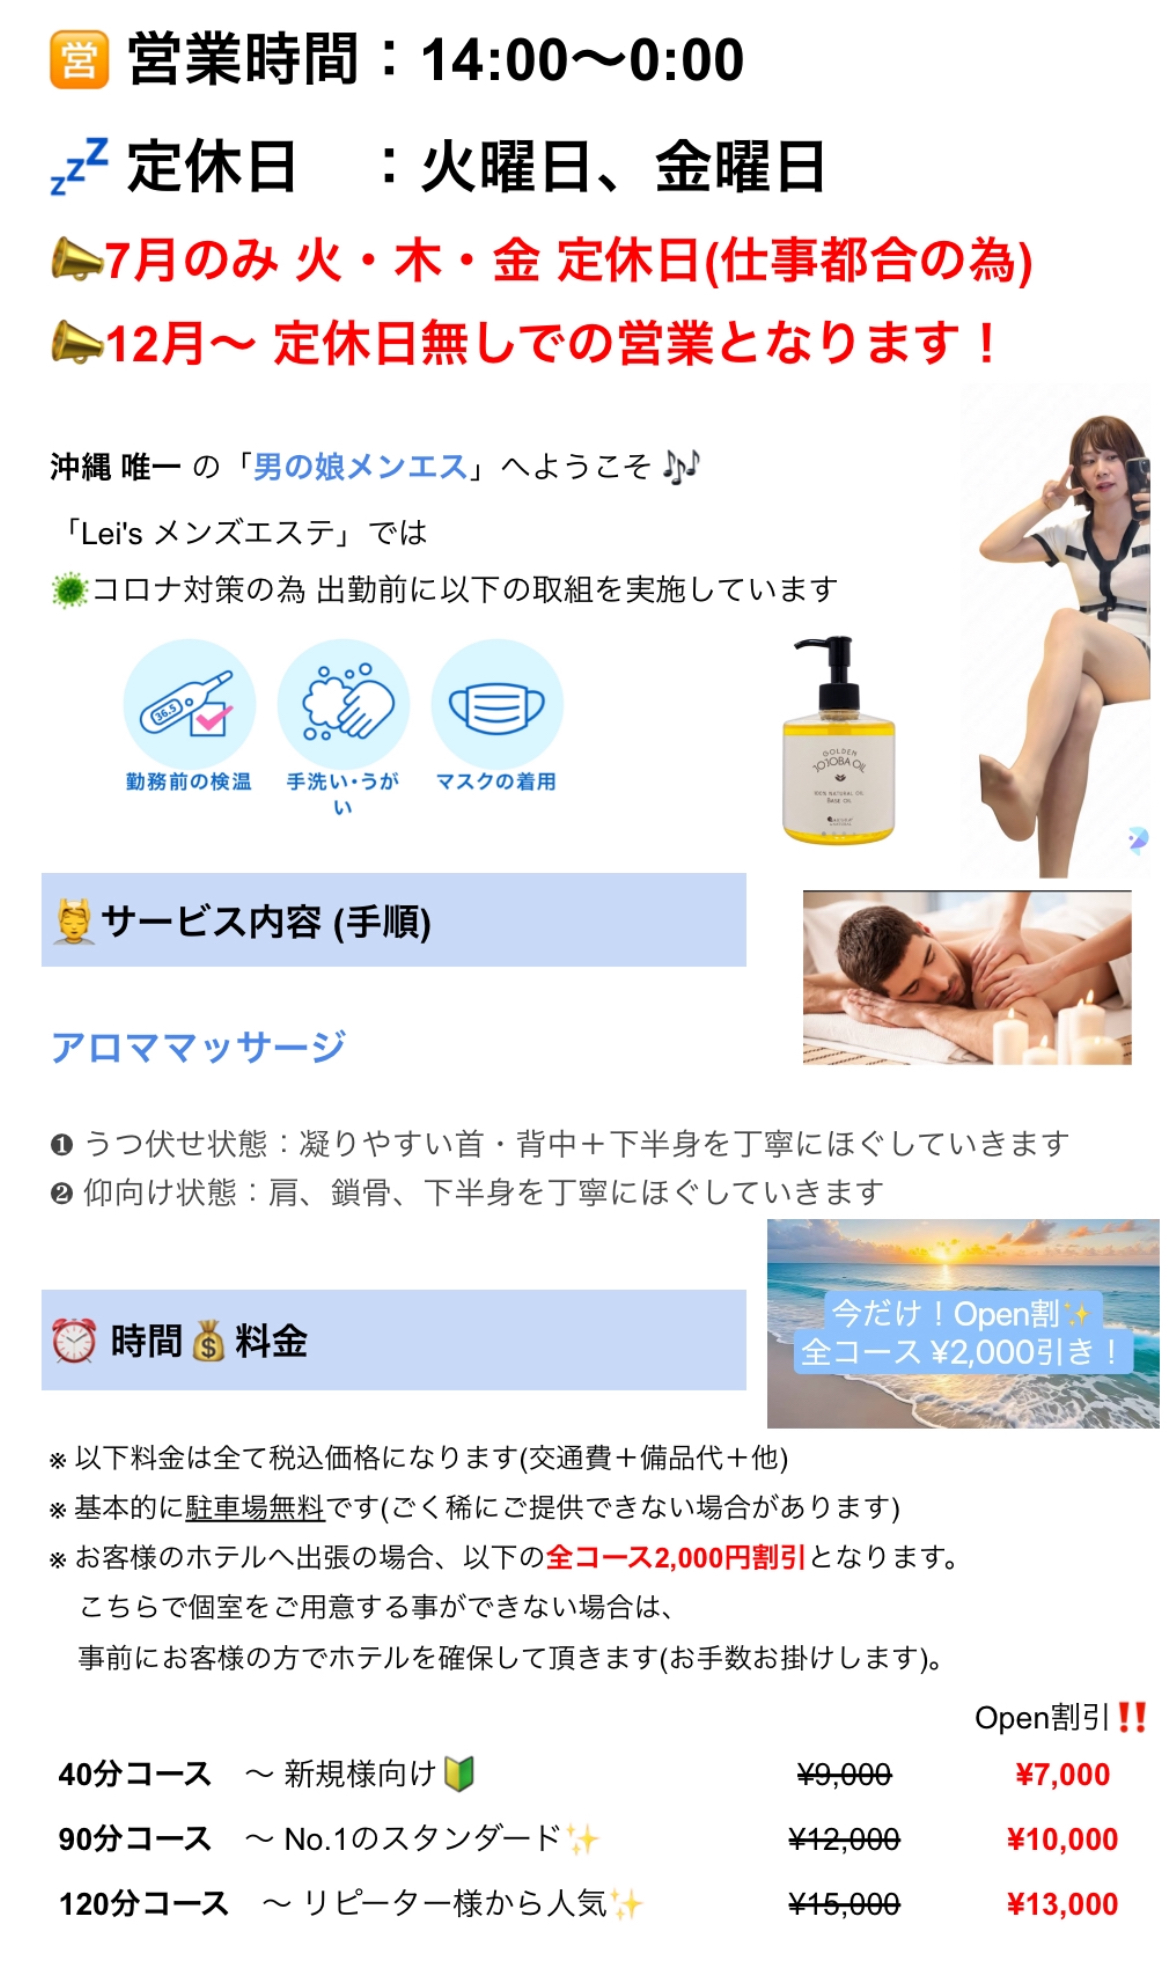 営 営業時間：14:00〜0:00
zzZ 定休日　：火曜日、金曜日
7月のみ 火・木・金 定休日(仕事都合の為)
12月〜 定休日無しでの営業となります！
沖縄 唯一 の「男の娘メンエス」へようこそ
「Lei's メンズエステ」では
コロナ対策の為 出勤前に以下の取組を実施しています
36.5
勤務前の検温
手洗い・うが
い
マスクの着用
GOLDEN
JOJOBA OIL
100% NATURAL OIL
BASE OIL
サービス内容 (手順)
アロママッサージ
❶ うつ伏せ状態：凝りやすい首・背中＋下半身を丁寧にほぐしていきます
❷ 仰向け状態：肩、鎖骨、下半身を丁寧にほぐしていきます
時間💰料金
今だけ！Open割✨
全コース ¥2,000引き！
※ 以下料金は全て税込価格になります(交通費＋備品代＋他)
※ 基本的に駐車場無料です(ごく稀にご提供できない場合があります)
※ お客様のホテルへ出張の場合、以下の全コース2,000円割引となります。
こちらで個室をご用意する事ができない場合は、
事前にお客様の方でホテルを確保して頂きます(お手数お掛けします)。
Open割引‼️
40分コース　〜 新規様向け🔰 ¥9,000 ¥7,000
90分コース　〜 No.1のスタンダード✨ ¥12,000 ¥10,000
120分コース　〜 リピーター様から人気✨ ¥15,000 ¥13,000